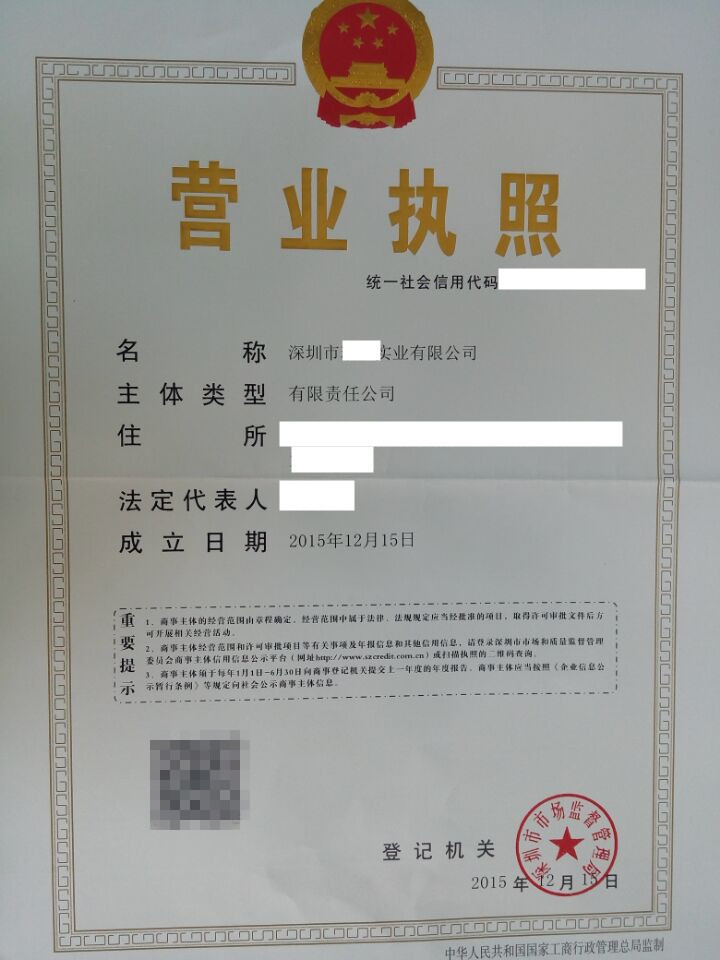 营业执照
统一社会信用代码
名称 深圳市 实业有限公司
主体类型 有限责任公司
住所
法定代表人
成立日期 2015年12月15日
重要提示
1、商事主体的经营范围由章程确定。经营范围中属于法律、法规规定应当经批准的项目，取得许可审批文件后方
可开展相关经营活动。
2、商事主体经营范围和许可审批项目等有关事项及年报信息和其他信用信息，请登录深圳市市场和质量监督管理
委员会商事主体信用信息公示平台（网址http://www.szcredit.com.cn）或扫描执照的二维码查询。
3、商事主体须于每年1月1日-6月30日向商事登记机关提交上一年度的年度报告。商事主体应当按照《企业信息公
示暂行条例》等规定向社会公示商事主体信息。
登记机关
深圳市市场监督管理局
2015年12月15日
中华人民共和国国家工商行政管理总局监制